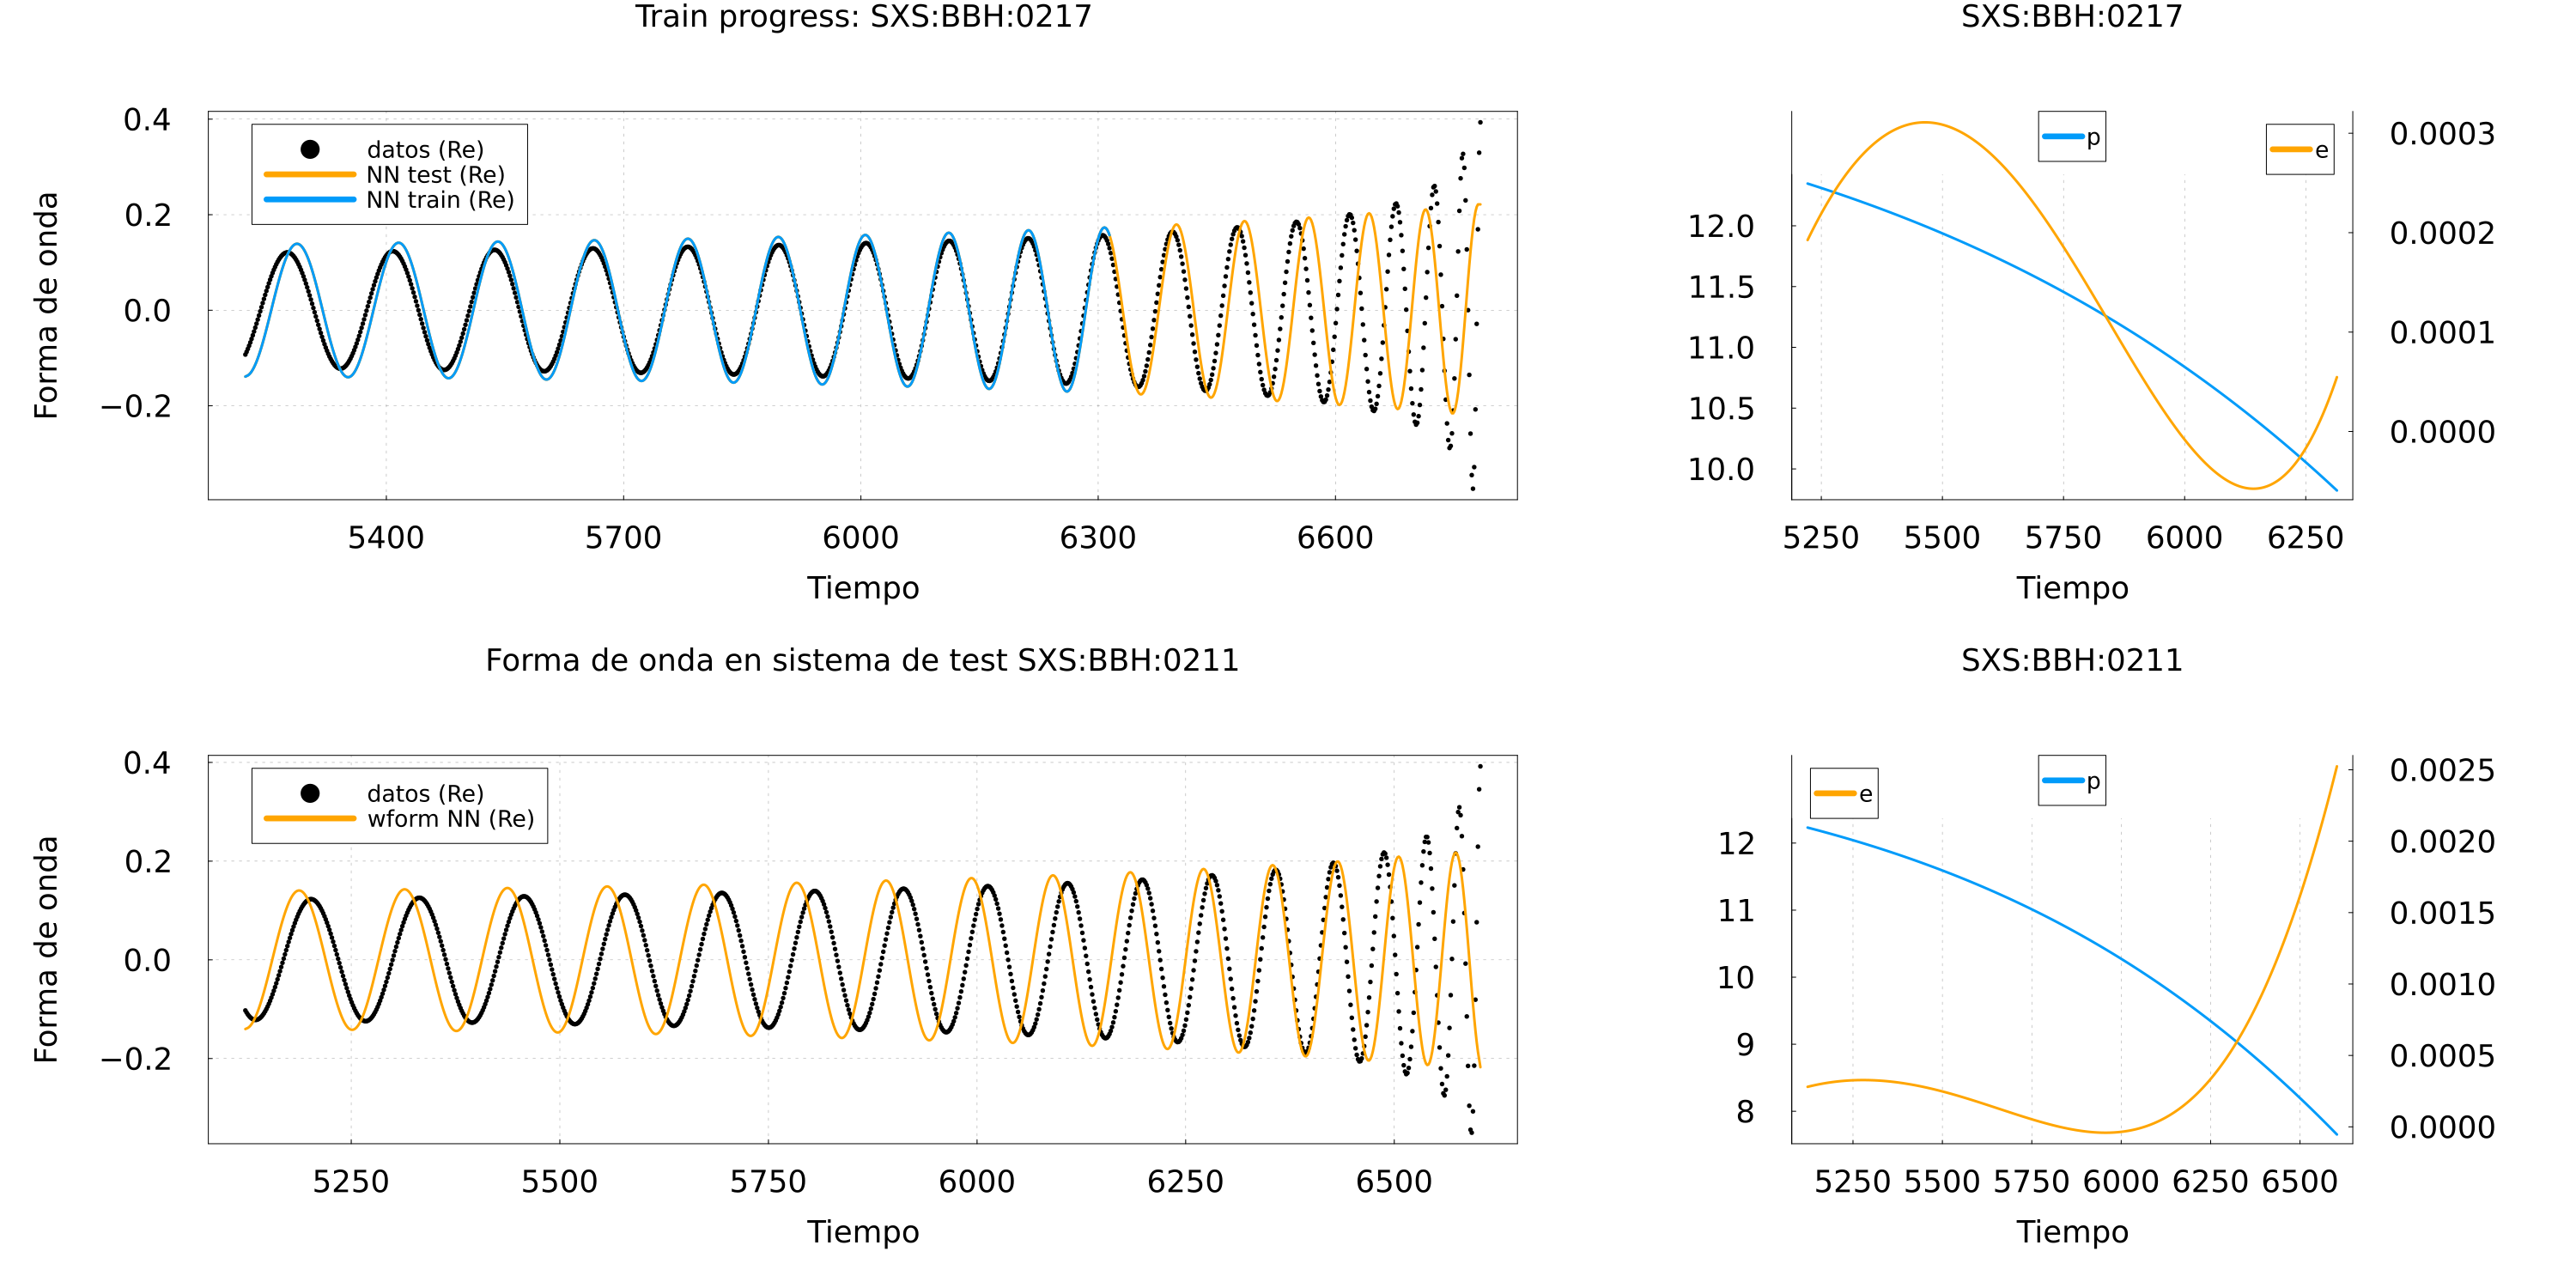 Train progress: SXS:BBH:0217
0.4
0.2
0.0
−0.2
Forma de onda
datos (Re)
NN test (Re)
NN train (Re)
5400 5700 6000 6300 6600
Tiempo
SXS:BBH:0217
p
e
12.0
11.5
11.0
10.5
10.0
0.0003
0.0002
0.0001
0.0000
5250 5500 5750 6000 6250
Tiempo
Forma de onda en sistema de test SXS:BBH:0211
0.4
0.2
0.0
−0.2
Forma de onda
datos (Re)
wform NN (Re)
5250 5500 5750 6000 6250 6500
Tiempo
SXS:BBH:0211
e
p
12
11
10
9
8
0.0025
0.0020
0.0015
0.0010
0.0005
0.0000
5250 5500 5750 6000 6250 6500
Tiempo